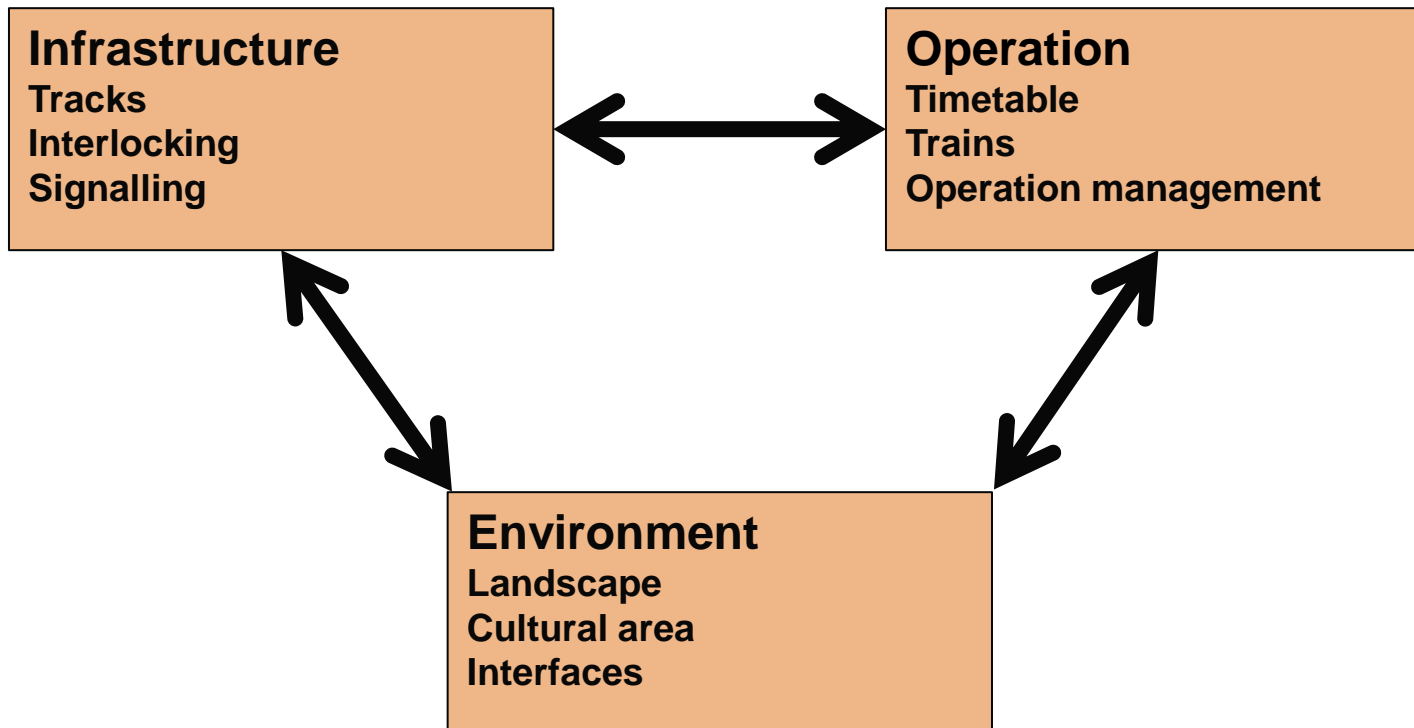 Infrastructure
Tracks
Interlocking
Signalling
Operation
Timetable
Trains
Operation management
Environment
Landscape
Cultural area
Interfaces